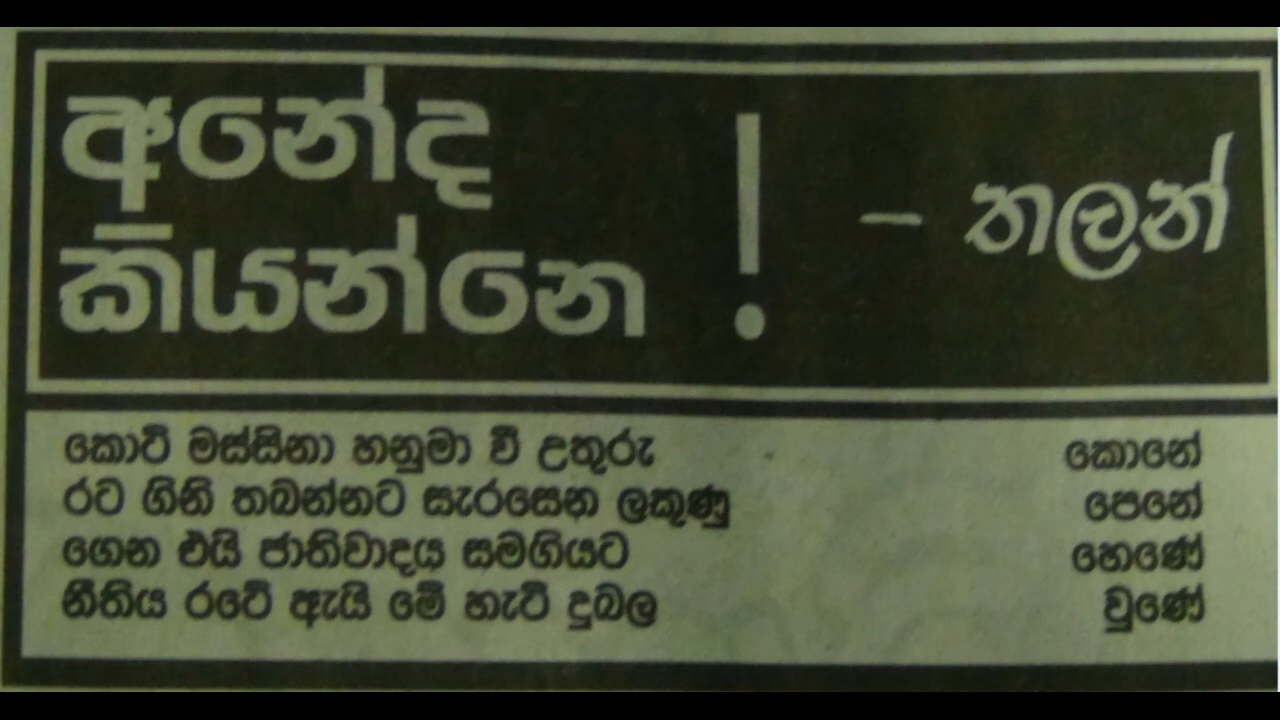 අනේද
කියන්නෙ ! – තලන්
කොටි මස්සිනා හනුමා වී උතුරු කොනේ
රට ගිනි තබන්නට සැරසෙන ලකුණු පෙනේ
ගෙන එයි ජාතිවාදය සමගියට හෙණේ
නීතිය රටේ ඇයි මේ හැටි දුබල වුණේ